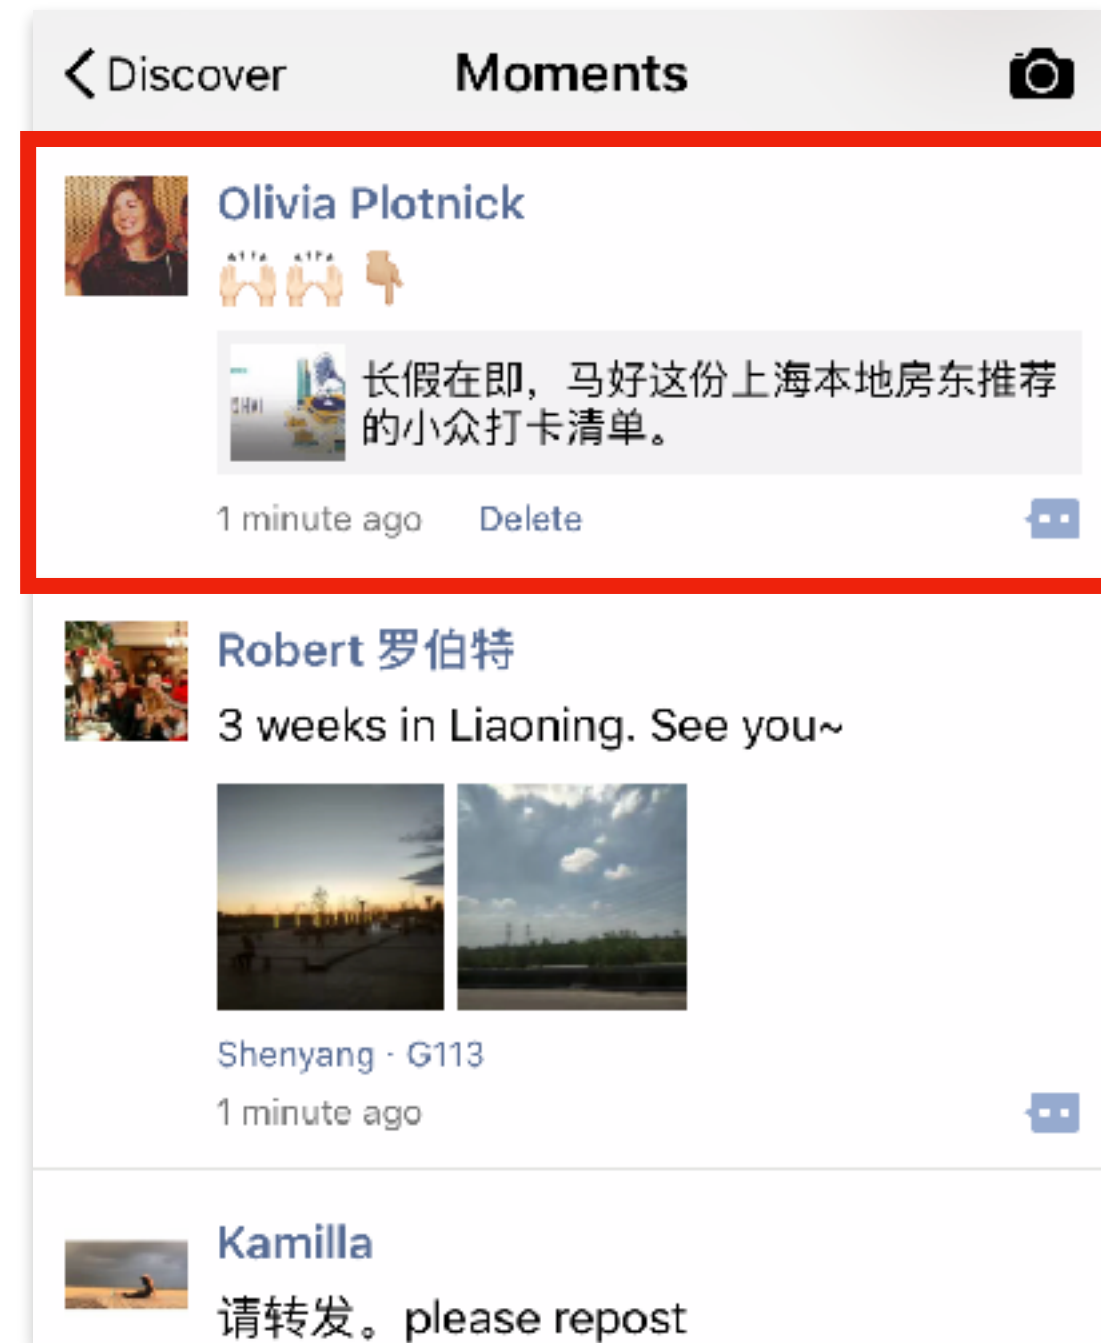 Discover
Moments
Olivia Plotnick
🙌🏻🙌🏻👇🏼
长假在即，马好这份上海本地房东推荐
的小众打卡清单。
1 minute ago Delete
Robert 罗伯特
3 weeks in Liaoning. See you~
Shenyang · G113
1 minute ago
Kamilla
请转发。please repost